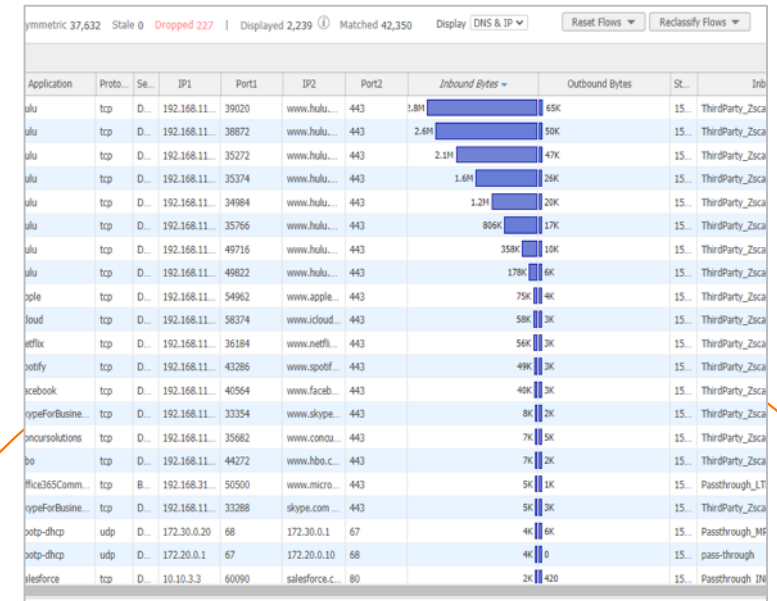 ymmetric 37,632 Stale 0 Dropped 227 | Displayed 2,239 i Matched 42,350 Display DNS & IP Reset Flows Reclassify Flows
Application Proto... Se... IP1 Port1 IP2 Port2 Inbound Bytes Outbound Bytes St... Inb
ulu tcp D... 192.168.11... 39020 www.hulu.... 443 2.8M 65K 15... ThirdParty_Zsca
ulu tcp D... 192.168.11... 38872 www.hulu.... 443 2.6M 50K 15... ThirdParty_Zsca
ulu tcp D... 192.168.11... 35272 www.hulu.... 443 2.1M 47K 15... ThirdParty_Zsca
ulu tcp D... 192.168.11... 35374 www.hulu.... 443 1.6M 26K 15... ThirdParty_Zsca
ulu tcp D... 192.168.11... 34984 www.hulu.... 443 1.2M 20K 15... ThirdParty_Zsca
ulu tcp D... 192.168.11... 35766 www.hulu.... 443 806K 17K 15... ThirdParty_Zsca
ulu tcp D... 192.168.11... 49716 www.hulu.... 443 358K 10K 15... ThirdParty_Zsca
ulu tcp D... 192.168.11... 49822 www.hulu.... 443 178K 6K 15... ThirdParty_Zsca
pple tcp D... 192.168.11... 54962 www.apple... 443 75K 4K 15... ThirdParty_Zsca
loud tcp D... 192.168.11... 58374 www.icloud... 443 58K 3K 15... ThirdParty_Zsca
etflix tcp D... 192.168.11... 36184 www.netfli... 443 56K 3K 15... ThirdParty_Zsca
potify tcp D... 192.168.11... 43286 www.spotif... 443 49K 3K 15... ThirdParty_Zsca
acebook tcp D... 192.168.11... 40564 www.faceb... 443 40K 3K 15... ThirdParty_Zsca
kypeForBusine... tcp D... 192.168.11... 33354 www.skype... 443 8K 2K 15... ThirdParty_Zsca
oncursolutions tcp D... 192.168.11... 35682 www.concu... 443 7K 5K 15... ThirdParty_Zsca
bo tcp D... 192.168.11... 44272 www.hbo.c... 443 7K 2K 15... ThirdParty_Zsca
ffice365Comm... tcp B... 192.168.31... 50500 www.micro... 443 5K 1K 15... Passthrough_LT
kypeForBusine... tcp D... 192.168.11... 33288 skype.com ... 443 5K 3K 15... ThirdParty_Zsca
ootp-dhcp udp D... 172.30.0.20 68 172.30.0.1 67 4K 6K 15... Passthrough_MP
ootp-dhcp udp D... 172.20.0.1 67 172.20.0.10 68 4K 0 15... pass-through
alesforce tcp D... 10.10.3.3 60090 salesforce.c... 80 2K 420 15... Passthrough_IN